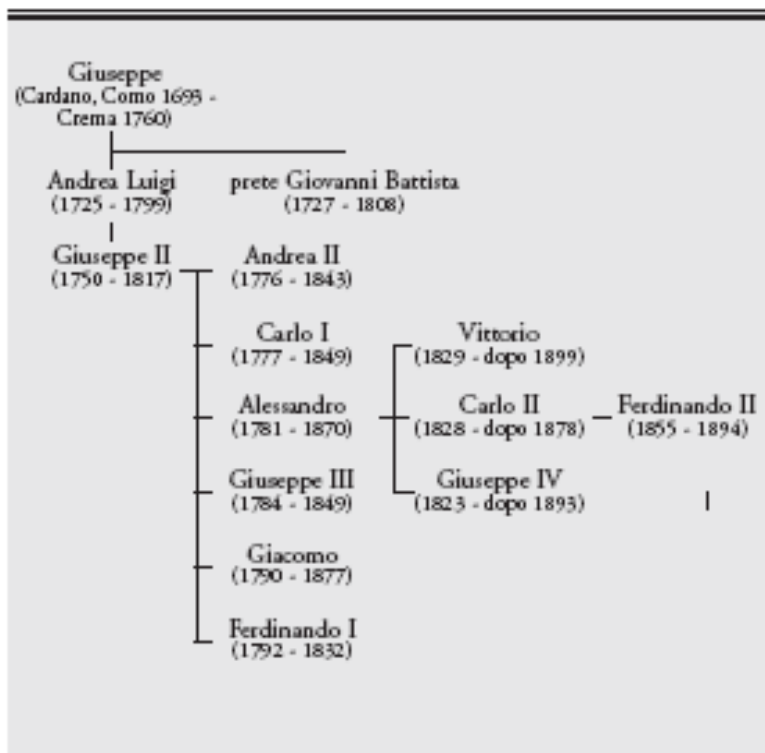 Giuseppe
(Cardano, Como 1693 -
Crema 1760)
Andrea Luigi
(1725 - 1799)
prete Giovanni Battista
(1727 - 1808)
Giuseppe II
(1750 - 1817)
Andrea II
(1776 - 1843)
Carlo I
(1777 - 1849)
Vittorio
(1829 - dopo 1899)
Alessandro
(1781 - 1870)
Carlo II
(1828 - dopo 1878)
Ferdinando II
(1855 - 1894)
Giuseppe III
(1784 - 1849)
Giuseppe IV
(1823 - dopo 1893)
Giacomo
(1790 - 1877)
Ferdinando I
(1792 - 1832)